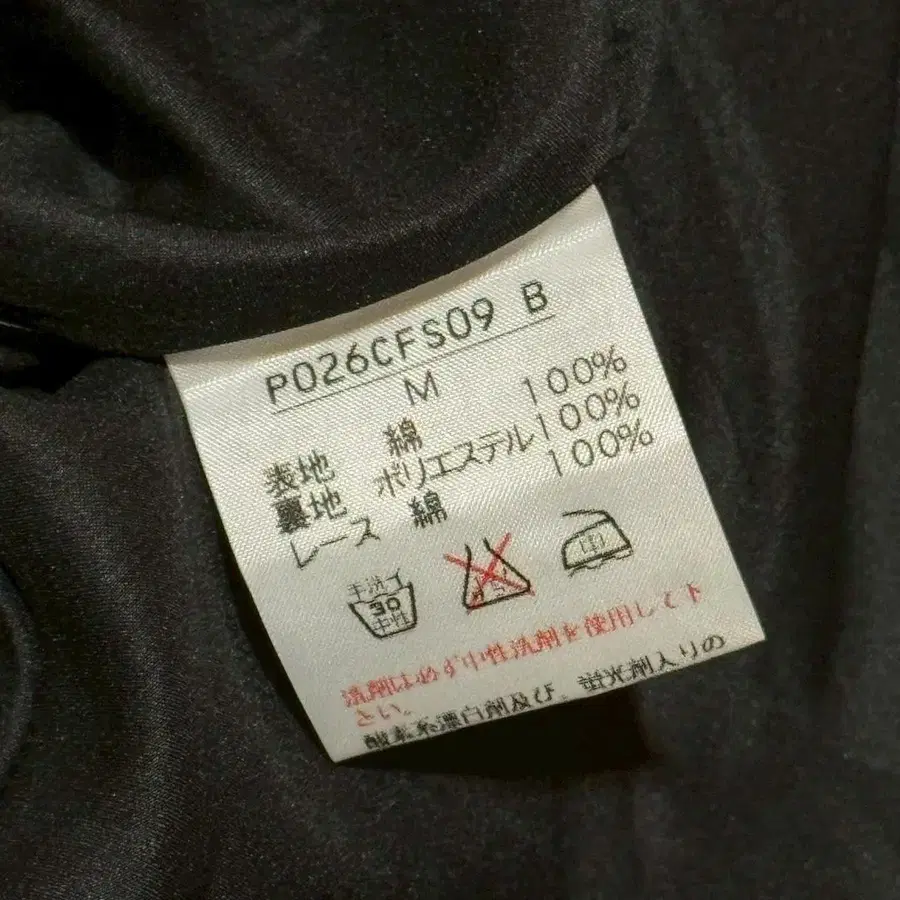 P026CFS09 B
M
表地 綿 100%
裏地 ポリエステル100%
レース 綿 100%
手洗イ
30
中性
洗剤は必ず中性洗剤を使用して下
さい。
酸素系漂白剤及び、蛍光剤入りの